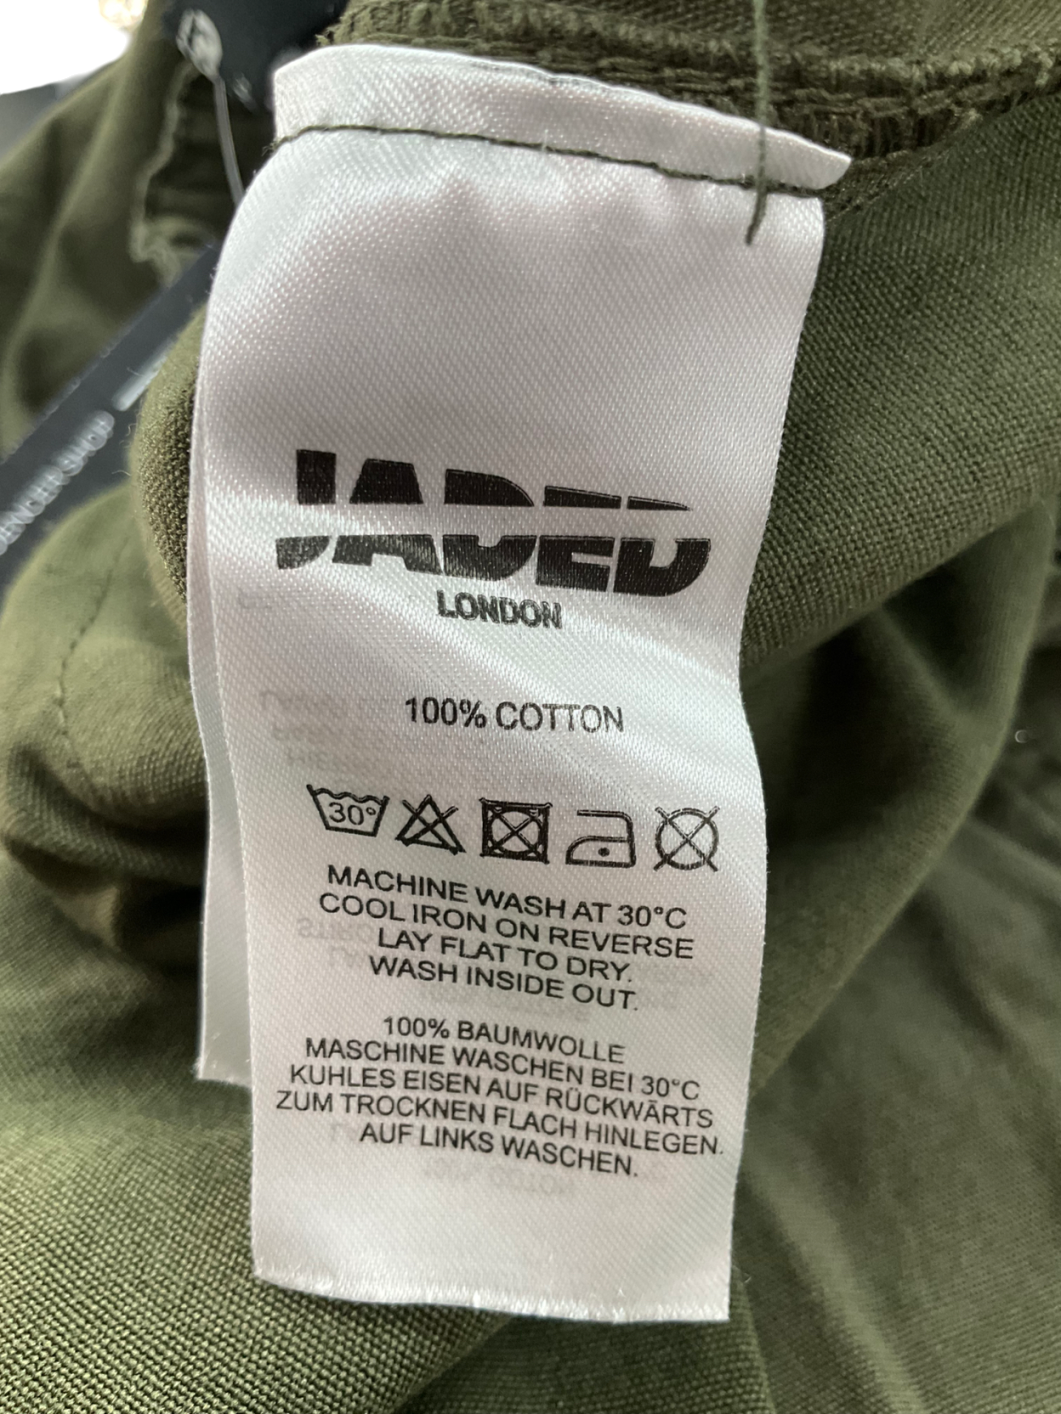 JADED
LONDON
100% COTTON
30°
MACHINE WASH AT 30°C
COOL IRON ON REVERSE
LAY FLAT TO DRY.
WASH INSIDE OUT.
100% BAUMWOLLE
MASCHINE WASCHEN BEI 30°C
KUHLES EISEN AUF RÜCKWÄRTS
ZUM TROCKNEN FLACH HINLEGEN.
AUF LINKS WASCHEN.
SHOP